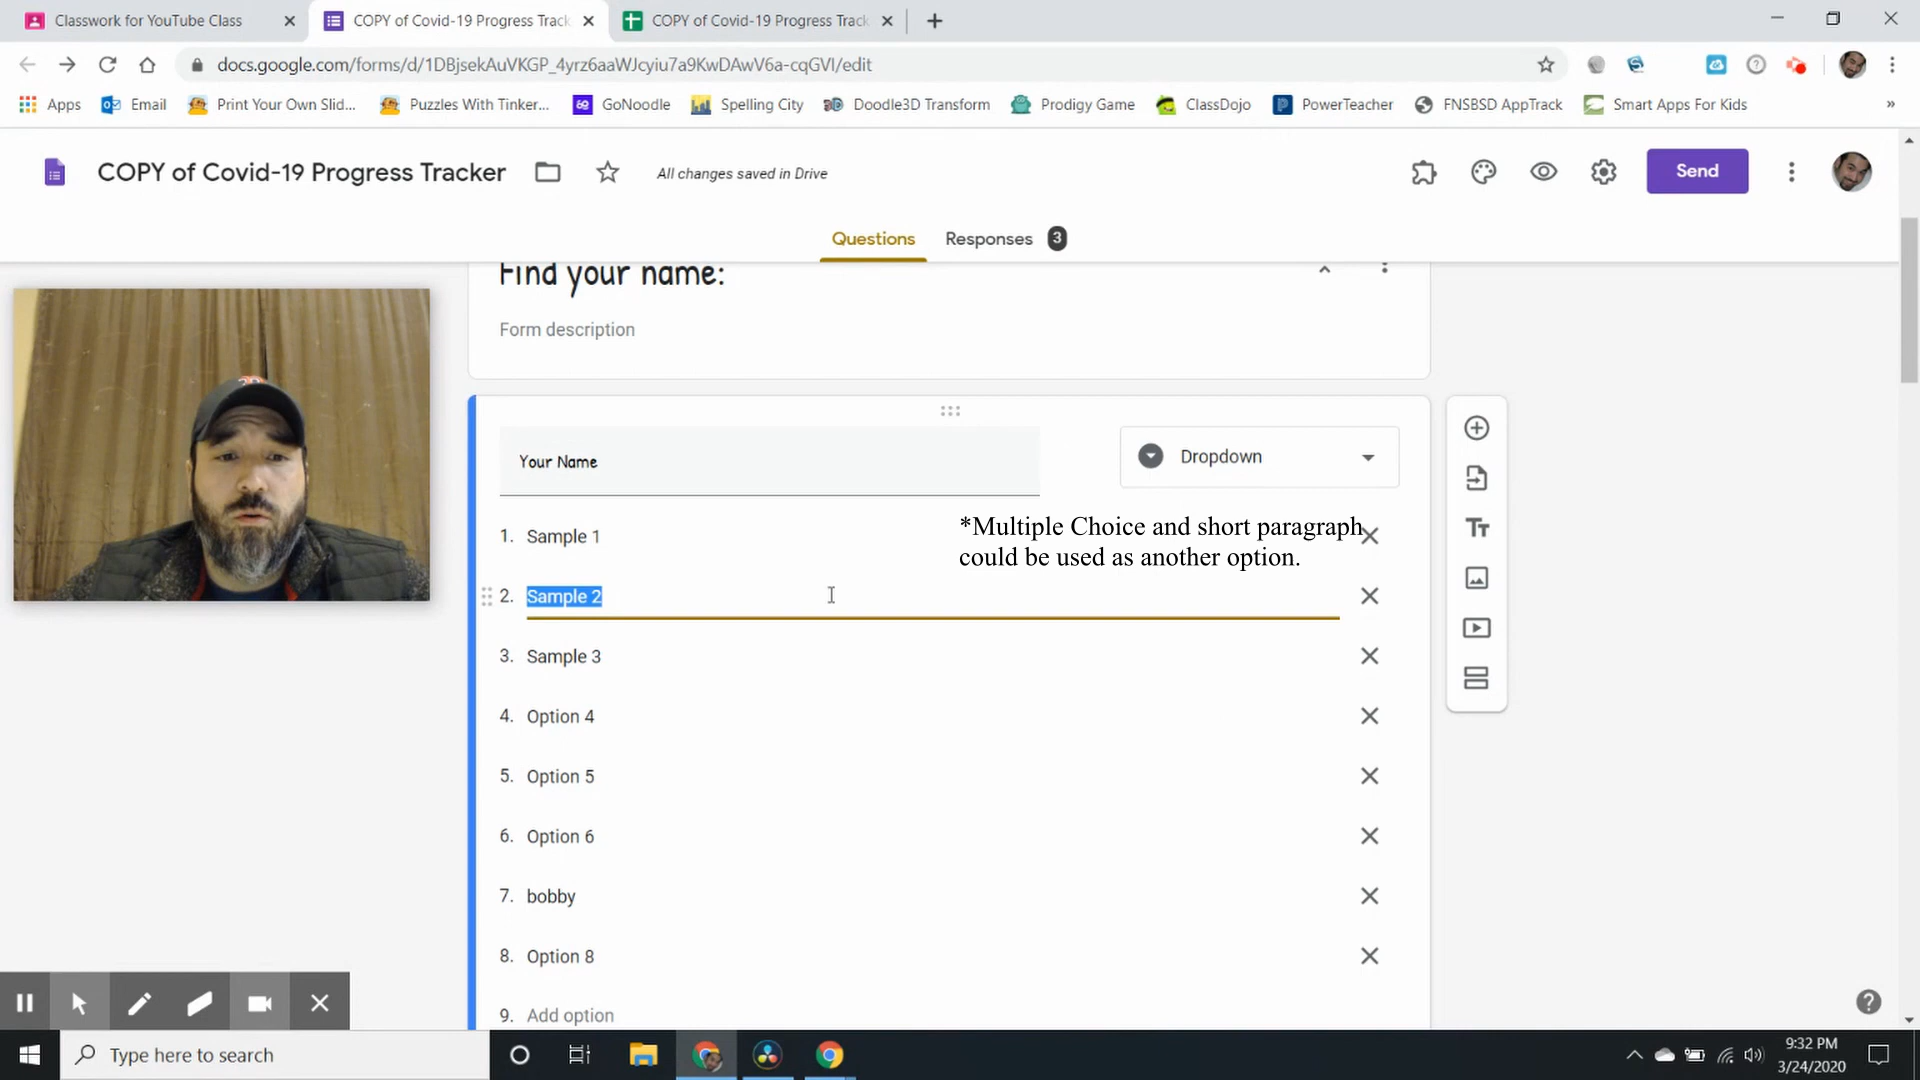 Classwork for YouTube Class
COPY of Covid-19 Progress Track
COPY of Covid-19 Progress Track
docs.google.com/forms/d/1DBjsekAuVKGP_4yrz6aaWJcyiu7a9KwDAwV6a-cqGVI/edit
Apps Email Print Your Own Slid... Puzzles With Tinker... GoNoodle Spelling City Doodle3D Transform Prodigy Game ClassDojo PowerTeacher FNSBSD AppTrack Smart Apps For Kids »
COPY of Covid-19 Progress Tracker All changes saved in Drive Send
Questions Responses 3
Find your name:
Form description
Your Name
Dropdown
*Multiple Choice and short paragraph
could be used as another option.
1. Sample 1
2. Sample 2
3. Sample 3
4. Option 4
5. Option 5
6. Option 6
7. bobby
8. Option 8
9. Add option
Type here to search
9:32 PM
3/24/2020